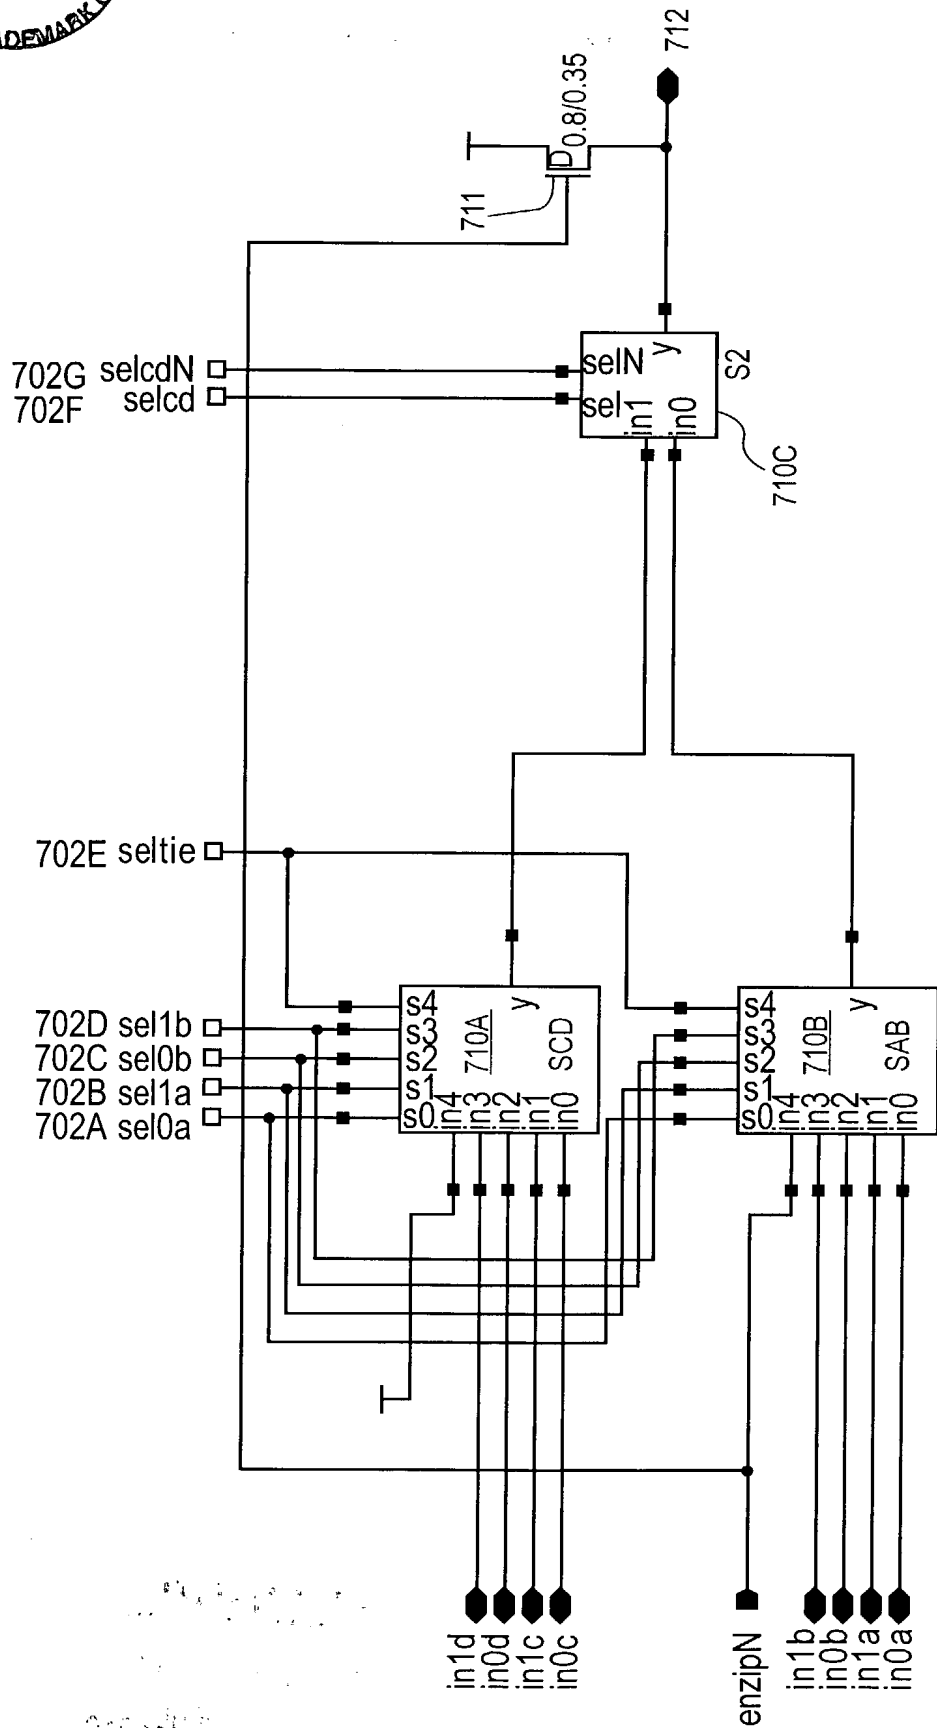 DEMARK
712
0.8/0.35
D
711
702G selcdN
702F selcd
selN
sel
y
in1
in0
S2
710C
702E seltie
702D sel1b
702C sel0b
702B sel1a
702A sel0a
s4
s3
s2
s1
s0
y
710A
SCD
in4
in3
in2
in1
in0
s4
s3
s2
s1
s0
y
710B
SAB
in4
in3
in2
in1
in0
in1d
in0d
in1c
in0c
enzipN
in1b
in0b
in1a
in0a